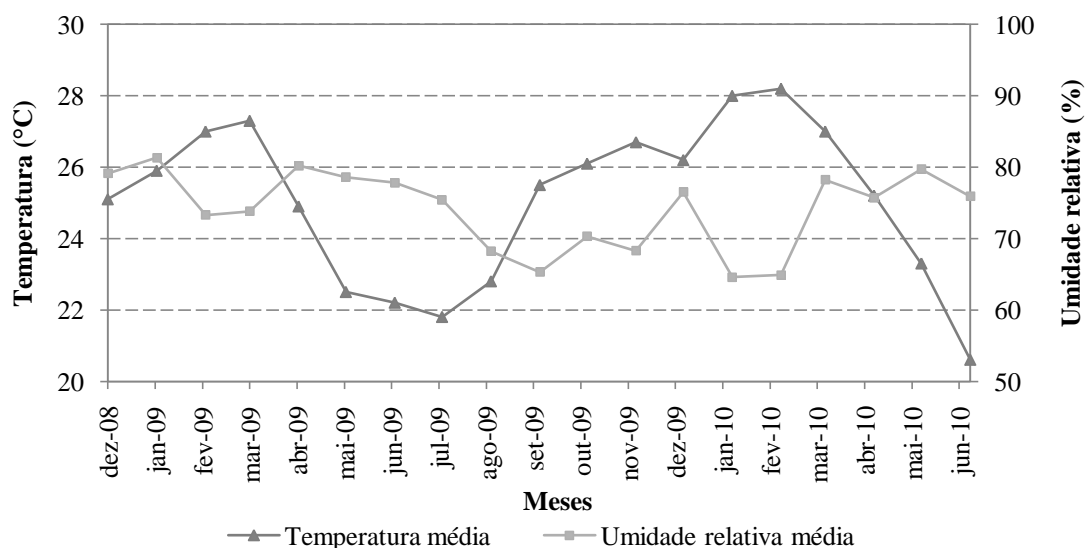 30
28
26
24
22
20
Temperatura (°C)
100
90
80
70
60
50
Umidade relativa (%)
dez-08
jan-09
fev-09
mar-09
abr-09
mai-09
jun-09
jul-09
ago-09
set-09
out-09
nov-09
dez-09
jan-10
fev-10
mar-10
abr-10
mai-10
jun-10
Meses
Temperatura média
Umidade relativa média